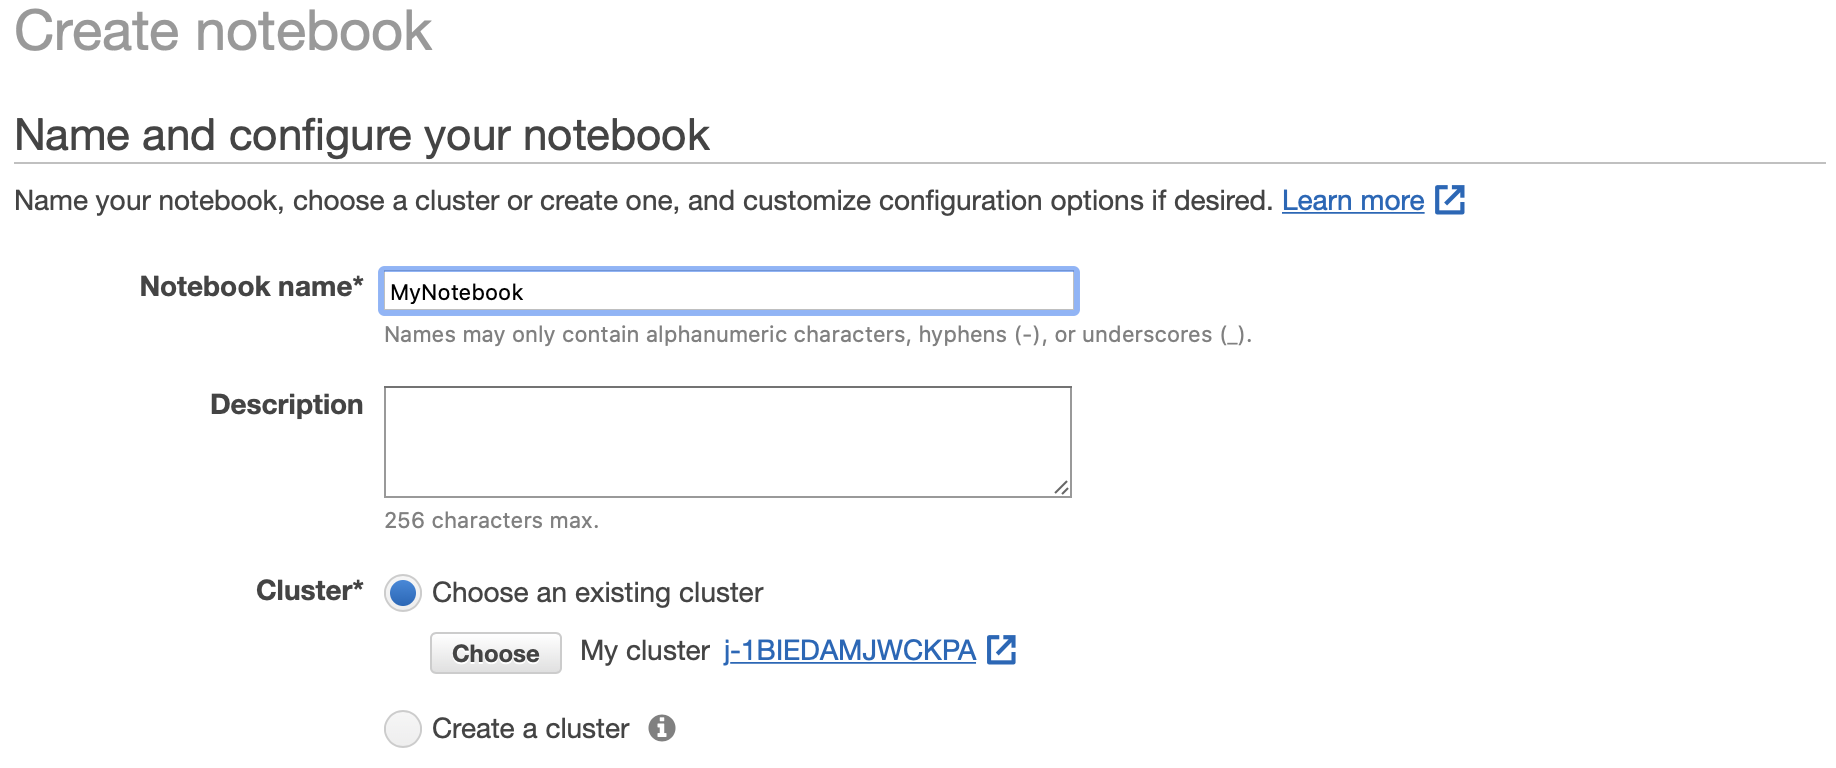 Create notebook
Name and configure your notebook
Name your notebook, choose a cluster or create one, and customize configuration options if desired. Learn more
Notebook name* MyNotebook
Names may only contain alphanumeric characters, hyphens (-), or underscores (_).
Description
256 characters max.
Cluster* Choose an existing cluster
Choose My cluster j-1BIEDAMJWCKPA
Create a cluster